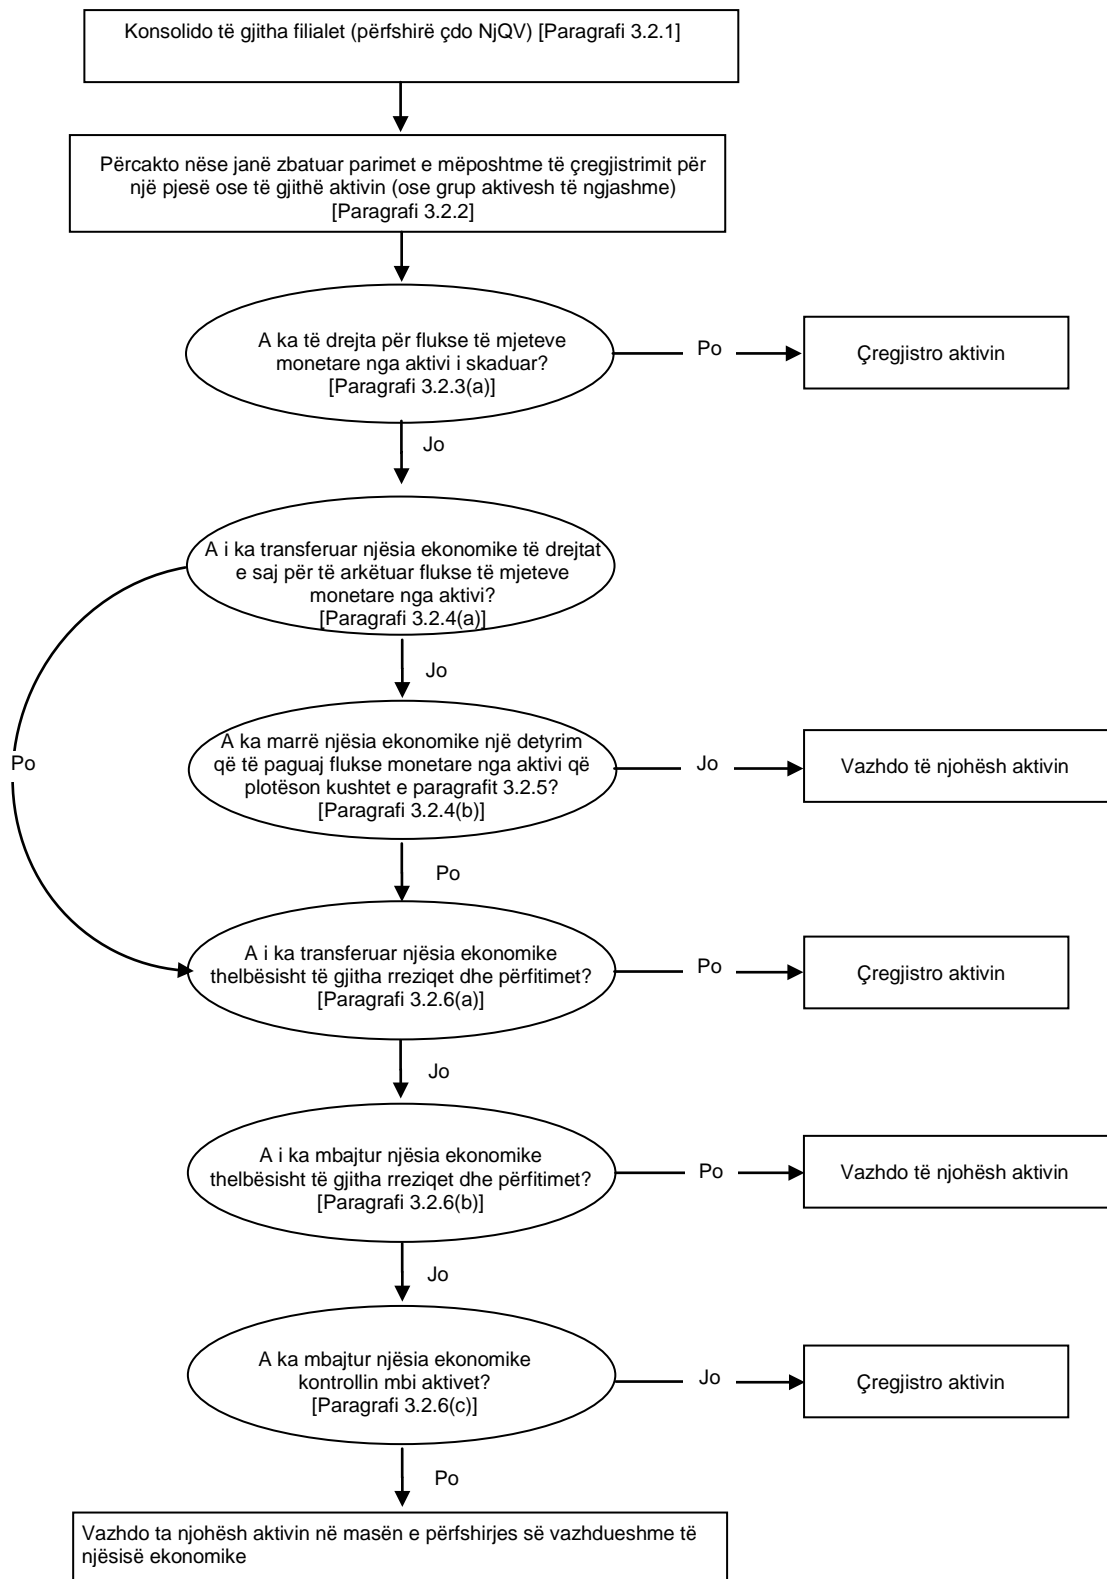 Konsolido të gjitha filialet (përfshirë çdo NjQV) [Paragrafi 3.2.1]
Përcakto nëse janë zbatuar parimet e mëposhtme të çregjistrimit për
një pjesë ose të gjithë aktivin (ose grup aktivesh të ngjashme)
[Paragrafi 3.2.2]
A ka të drejta për flukse të mjeteve
monetare nga aktivi i skaduar?
[Paragrafi 3.2.3(a)]
Po
Çregjistro aktivin
Jo
A i ka transferuar njësia ekonomike të drejtat
e saj për të arkëtuar flukse të mjeteve
monetare nga aktivi?
[Paragrafi 3.2.4(a)]
Jo
Po
A ka marrë njësia ekonomike një detyrim
që të paguaj flukse monetare nga aktivi që
plotëson kushtet e paragrafit 3.2.5?
[Paragrafi 3.2.4(b)]
Jo
Vazhdo të njohësh aktivin
Po
A i ka transferuar njësia ekonomike
thelbësisht të gjitha rreziqet dhe përfitimet?
[Paragrafi 3.2.6(a)]
Po
Çregjistro aktivin
Jo
A i ka mbajtur njësia ekonomike
thelbësisht të gjitha rreziqet dhe përfitimet?
[Paragrafi 3.2.6(b)]
Po
Vazhdo të njohësh aktivin
Jo
A ka mbajtur njësia ekonomike
kontrollin mbi aktivet?
[Paragrafi 3.2.6(c)]
Jo
Çregjistro aktivin
Po
Vazhdo ta njohësh aktivin në masën e përfshirjes së vazhdueshme të
njësisë ekonomike